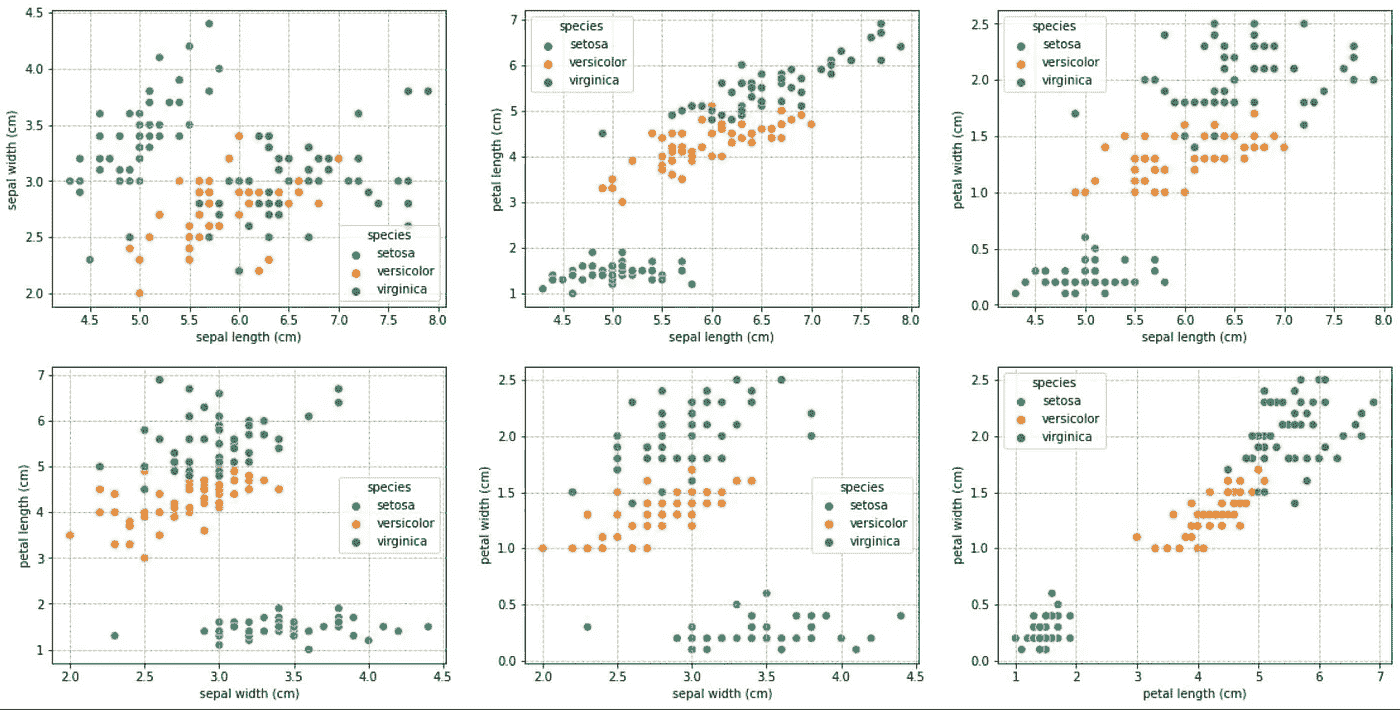 4.5
4.0
3.5
3.0
2.5
2.0
sepal width (cm)
species
setosa
versicolor
virginica
4.5 5.0 5.5 6.0 6.5 7.0 7.5 8.0
sepal length (cm)
7
6
5
4
3
2
1
petal length (cm)
species
setosa
versicolor
virginica
4.5 5.0 5.5 6.0 6.5 7.0 7.5 8.0
sepal length (cm)
2.5
2.0
1.5
1.0
0.5
0.0
petal width (cm)
species
setosa
versicolor
virginica
4.5 5.0 5.5 6.0 6.5 7.0 7.5 8.0
sepal length (cm)
7
6
5
4
3
2
1
petal length (cm)
species
setosa
versicolor
virginica
2.0 2.5 3.0 3.5 4.0 4.5
sepal width (cm)
2.5
2.0
1.5
1.0
0.5
0.0
petal width (cm)
species
setosa
versicolor
virginica
2.0 2.5 3.0 3.5 4.0 4.5
sepal width (cm)
2.5
2.0
1.5
1.0
0.5
0.0
petal width (cm)
species
setosa
versicolor
virginica
1 2 3 4 5 6 7
petal length (cm)